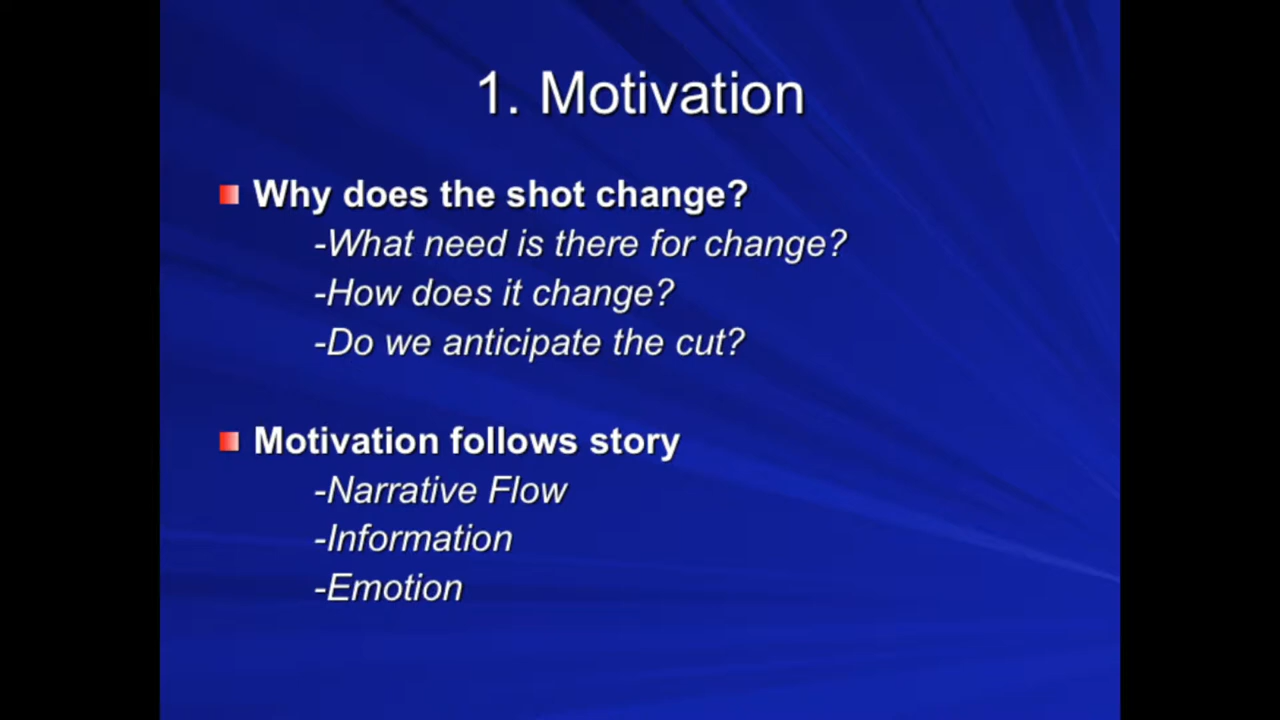 1. Motivation
Why does the shot change?
-What need is there for change?
-How does it change?
-Do we anticipate the cut?
Motivation follows story
-Narrative Flow
-Information
-Emotion